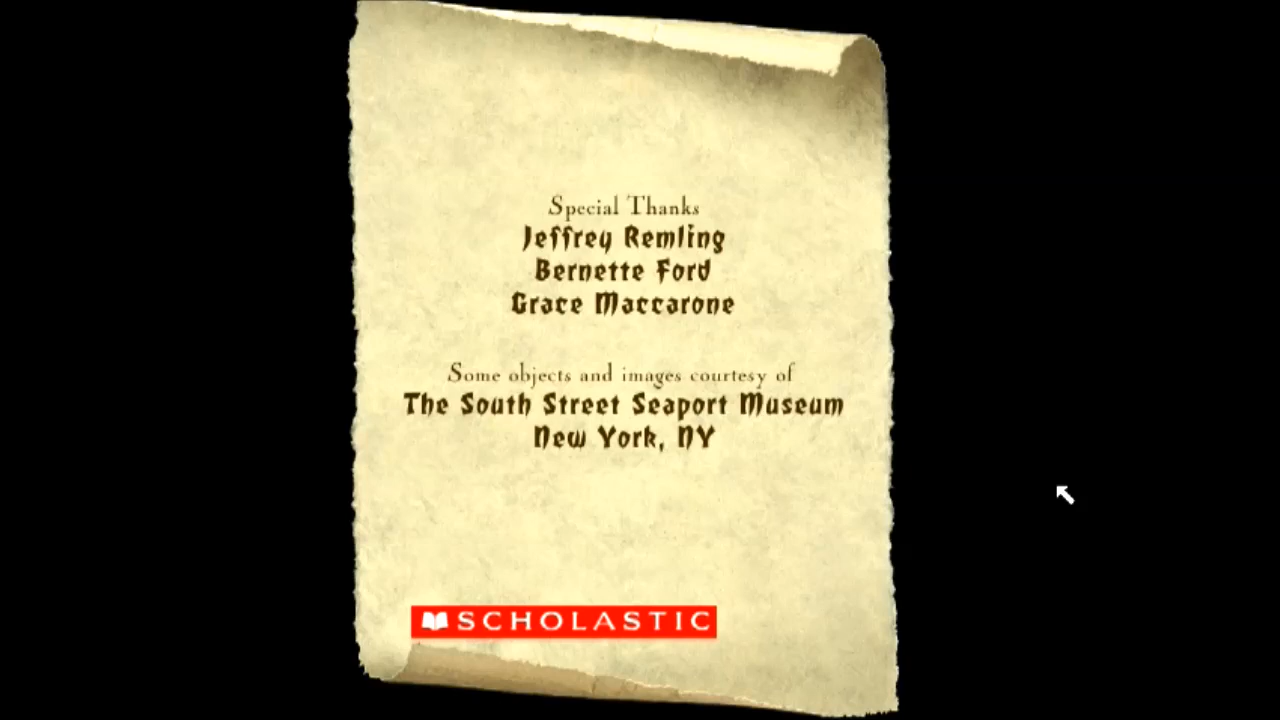 Special Thanks
Jeffrey Remling
Bernette Ford
Grace Maccarone
Some objects and images courtesy of
The South Street Seaport Museum
New York, NY
SCHOLASTIC